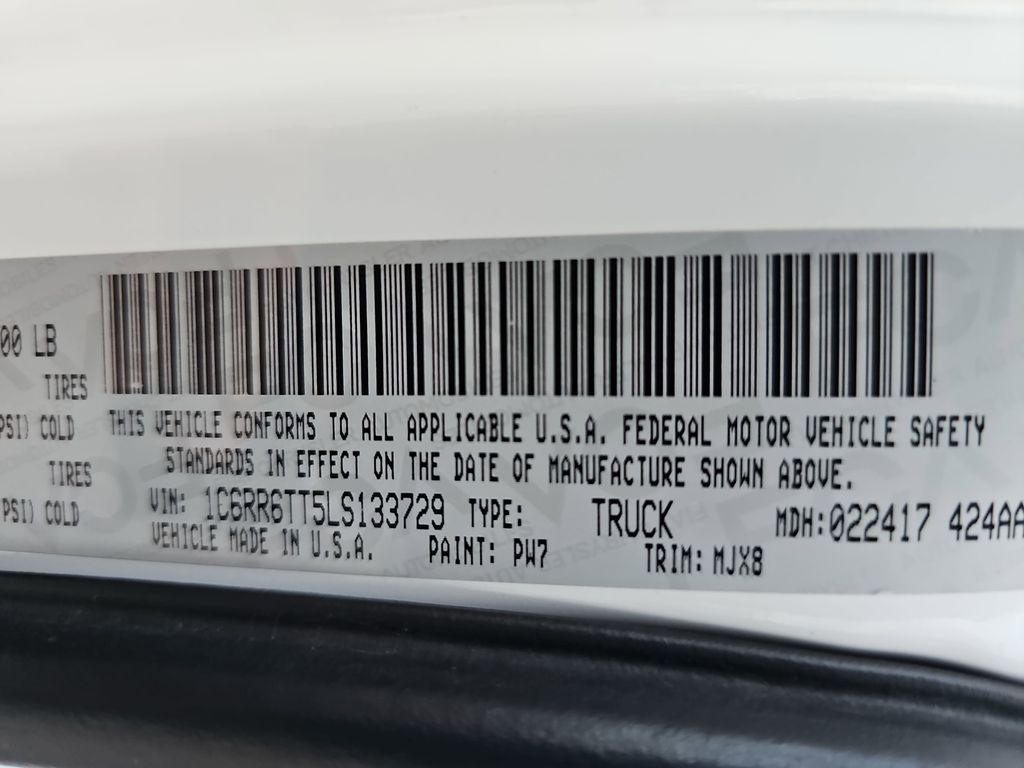 00 LB
TIRES
PSI) COLD THIS VEHICLE CONFORMS TO ALL APPLICABLE U.S.A. FEDERAL MOTOR VEHICLE SAFETY
TIRES STANDARDS IN EFFECT ON THE DATE OF MANUFACTURE SHOWN ABOVE.
PSI) COLD VIN: 1C6RR6TT5LS133729 TYPE: TRUCK MDH:022417 424AA
VEHICLE MADE IN U.S.A. PAINT: PW7 TRIM: MJX8